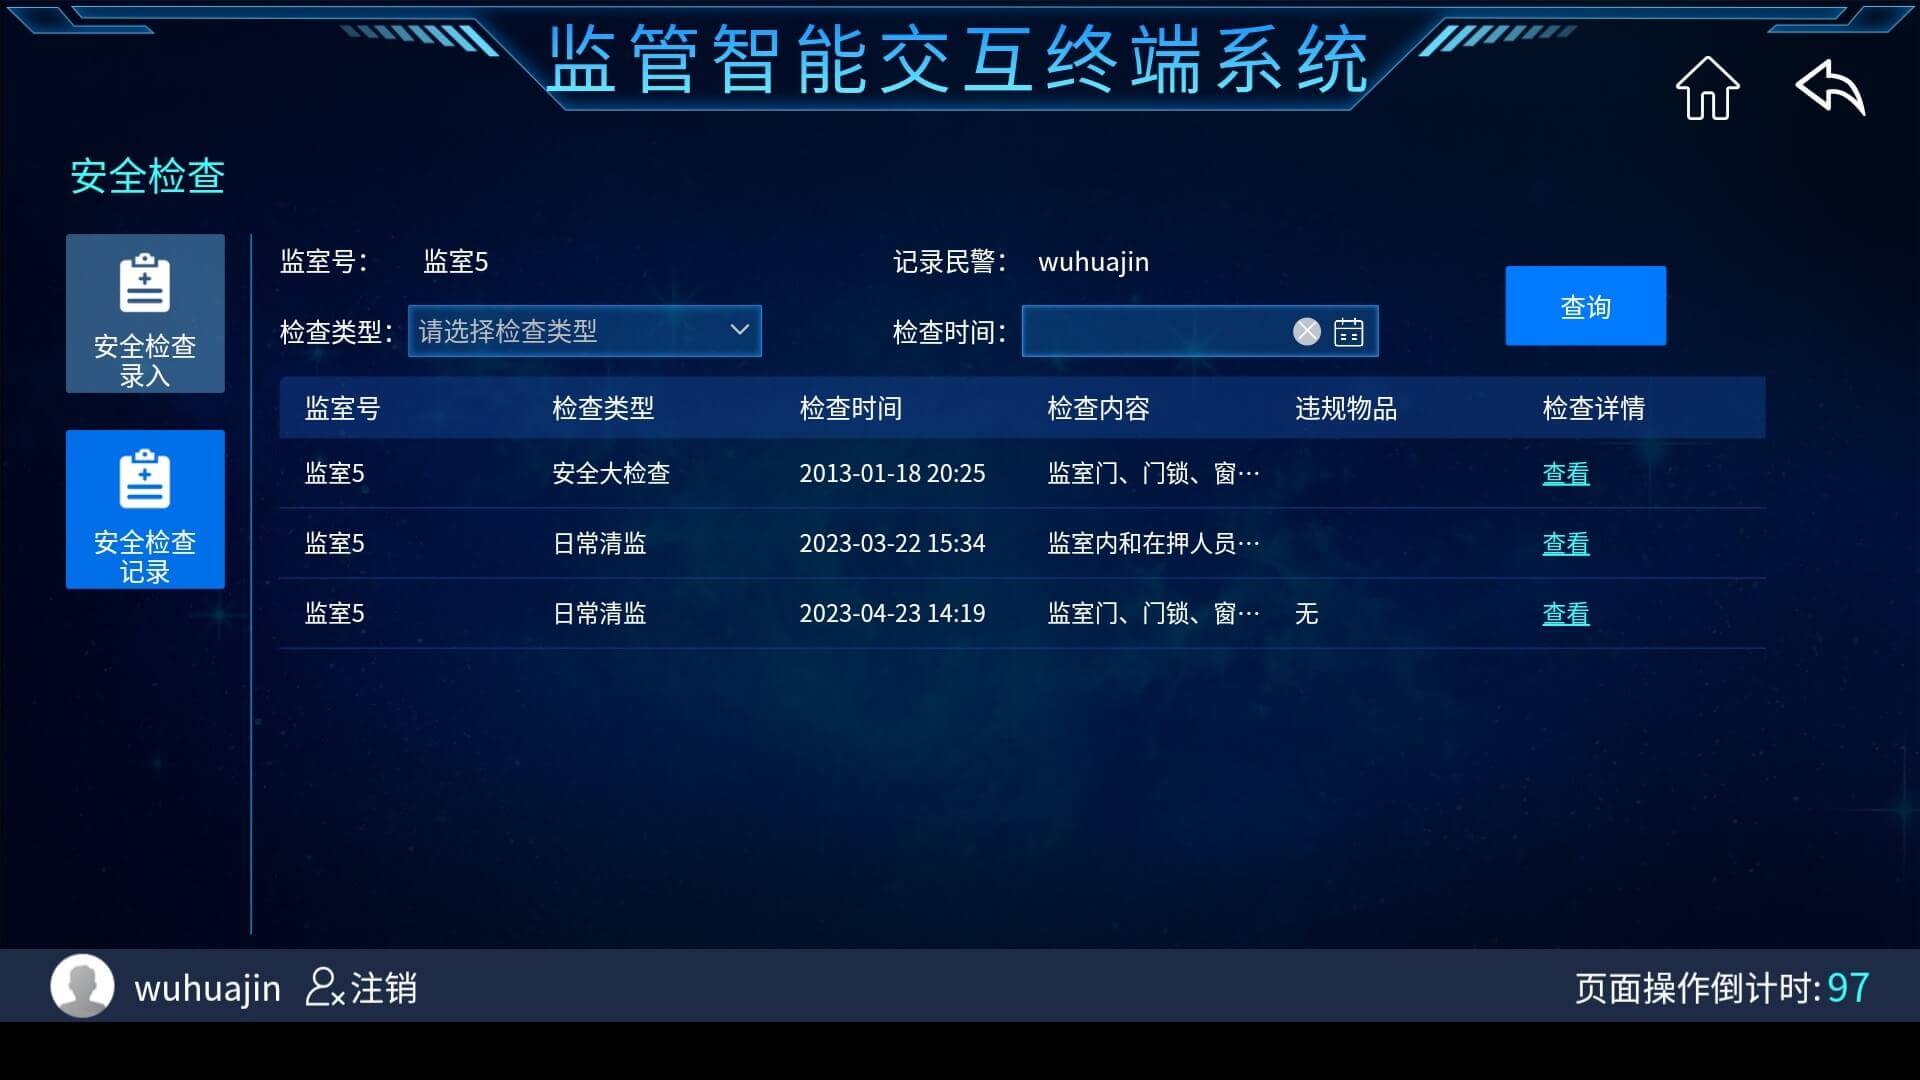 监管智能交互终端系统
安全检查
安全检查
录入
安全检查
记录
监室号: 监室5 记录民警: wuhuajin
检查类型: 请选择检查类型 检查时间: 查询
监室号 检查类型 检查时间 检查内容 违规物品 检查详情
监室5 安全大检查 2013-01-18 20:25 监室门、门锁、窗… 查看
监室5 日常清监 2023-03-22 15:34 监室内和在押人员… 查看
监室5 日常清监 2023-04-23 14:19 监室门、门锁、窗… 无 查看
wuhuajin 注销 页面操作倒计时:97